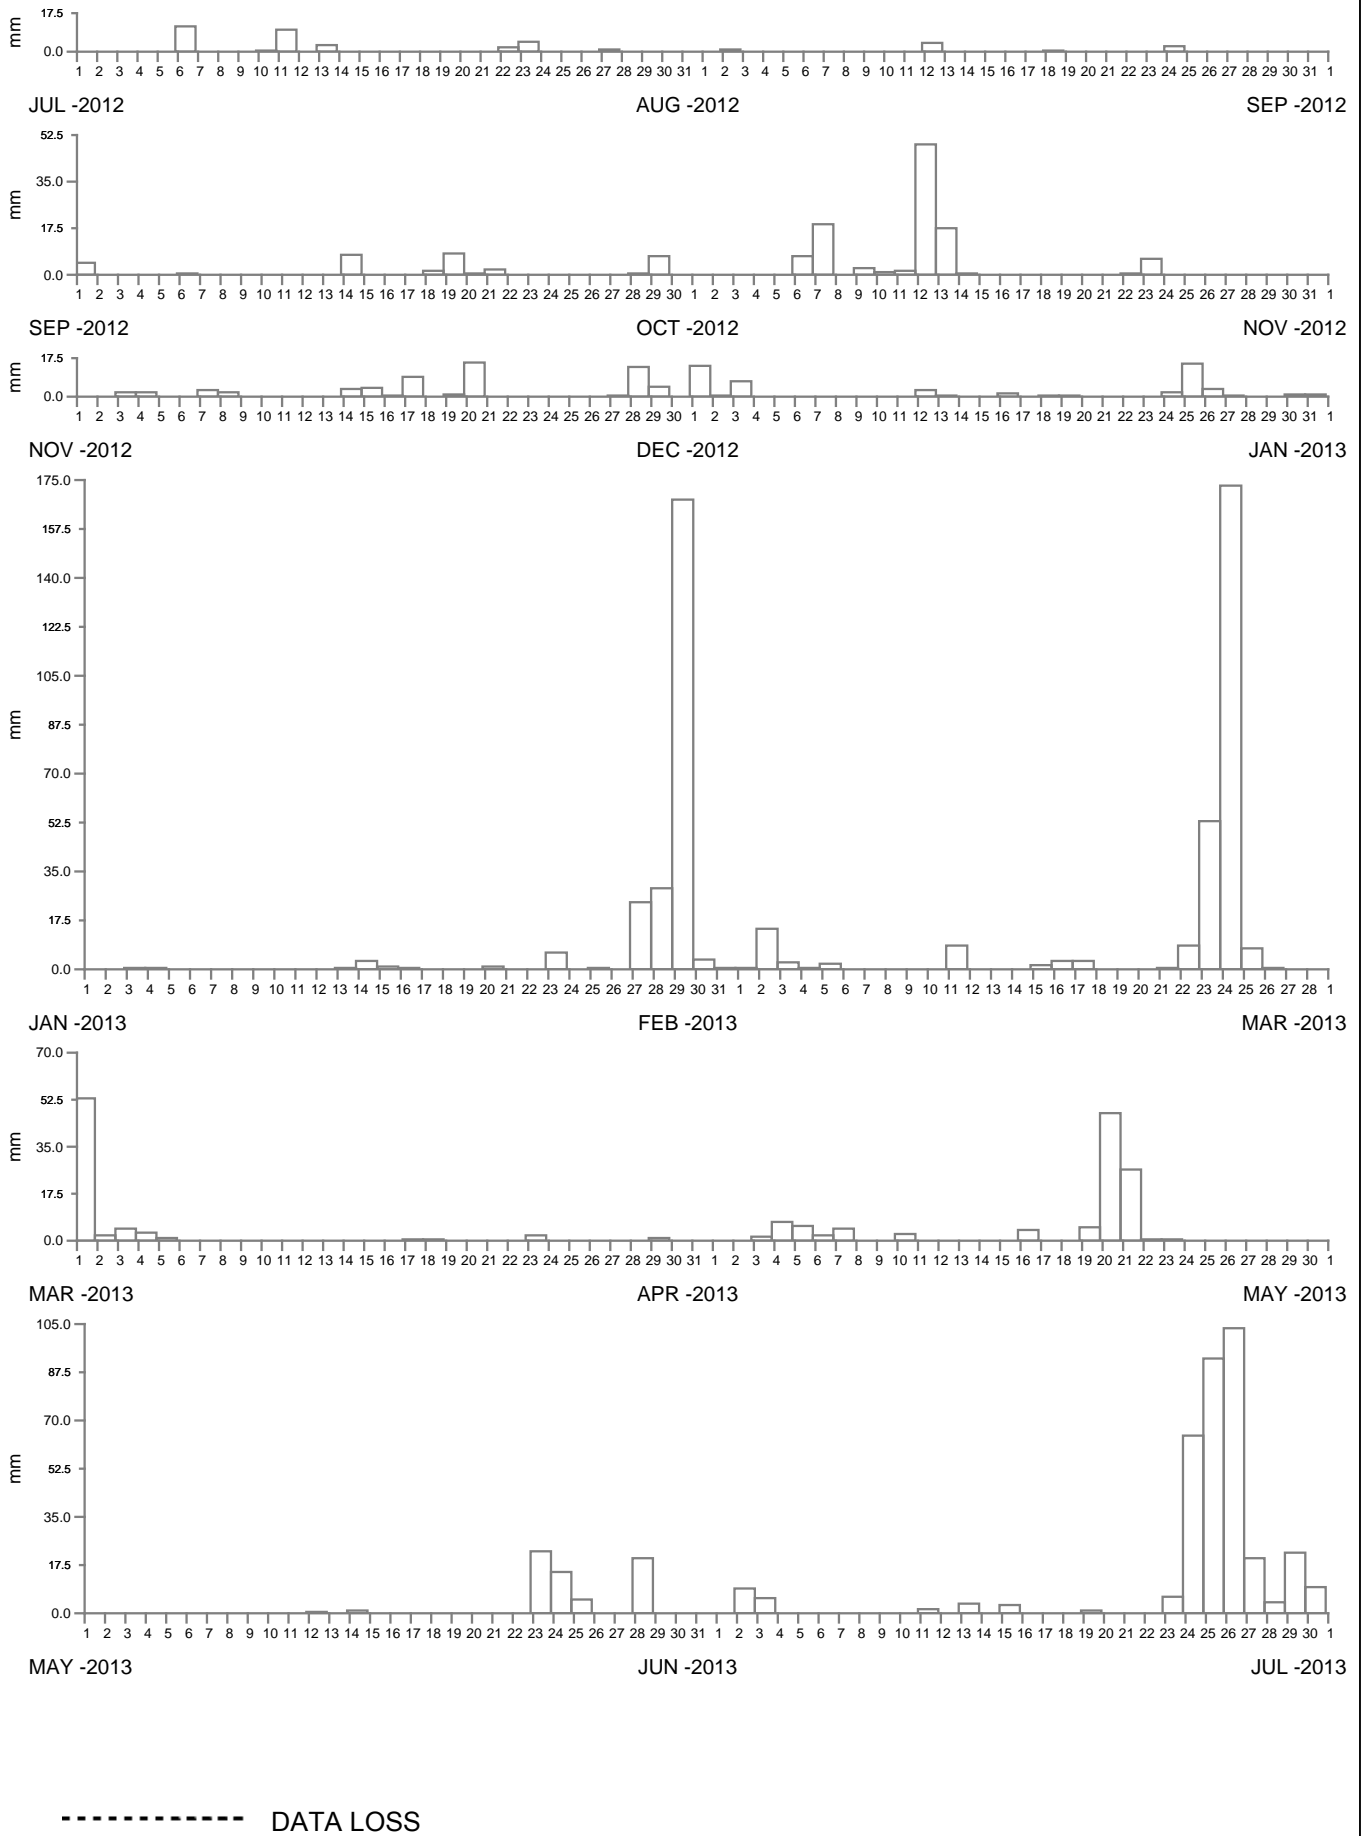 17.5
mm
0.0
1 2 3 4 5 6 7 8 9 10 11 12 13 14 15 16 17 18 19 20 21 22 23 24 25 26 27 28 29 30 31 1 2 3 4 5 6 7 8 9 10 11 12 13 14 15 16 17 18 19 20 21 22 23 24 25 26 27 28 29 30 31 1
JUL -2012 AUG -2012 SEP -2012
52.5
35.0
mm
17.5
0.0
1 2 3 4 5 6 7 8 9 10 11 12 13 14 15 16 17 18 19 20 21 22 23 24 25 26 27 28 29 30 1 2 3 4 5 6 7 8 9 10 11 12 13 14 15 16 17 18 19 20 21 22 23 24 25 26 27 28 29 30 31 1
SEP -2012 OCT -2012 NOV -2012
17.5
mm
0.0
1 2 3 4 5 6 7 8 9 10 11 12 13 14 15 16 17 18 19 20 21 22 23 24 25 26 27 28 29 30 1 2 3 4 5 6 7 8 9 10 11 12 13 14 15 16 17 18 19 20 21 22 23 24 25 26 27 28 29 30 31 1
NOV -2012 DEC -2012 JAN -2013
175.0
157.5
140.0
122.5
105.0
mm
87.5
70.0
52.5
35.0
17.5
0.0
1 2 3 4 5 6 7 8 9 10 11 12 13 14 15 16 17 18 19 20 21 22 23 24 25 26 27 28 29 30 31 1 2 3 4 5 6 7 8 9 10 11 12 13 14 15 16 17 18 19 20 21 22 23 24 25 26 27 28 1
JAN -2013 FEB -2013 MAR -2013
70.0
52.5
mm
35.0
17.5
0.0
1 2 3 4 5 6 7 8 9 10 11 12 13 14 15 16 17 18 19 20 21 22 23 24 25 26 27 28 29 30 31 1 2 3 4 5 6 7 8 9 10 11 12 13 14 15 16 17 18 19 20 21 22 23 24 25 26 27 28 29 30 1
MAR -2013 APR -2013 MAY -2013
105.0
87.5
70.0
mm
52.5
35.0
17.5
0.0
1 2 3 4 5 6 7 8 9 10 11 12 13 14 15 16 17 18 19 20 21 22 23 24 25 26 27 28 29 30 31 1 2 3 4 5 6 7 8 9 10 11 12 13 14 15 16 17 18 19 20 21 22 23 24 25 26 27 28 29 30 1
MAY -2013 JUN -2013 JUL -2013
DATA LOSS